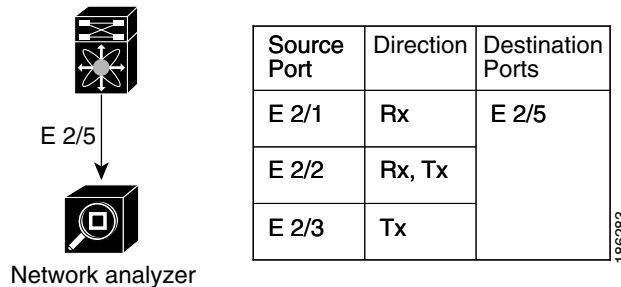 E 2/5
Network analyzer
Source Port
Direction
Destination Ports
E 2/1
Rx
E 2/5
E 2/2
Rx, Tx
E 2/3
Tx
186283